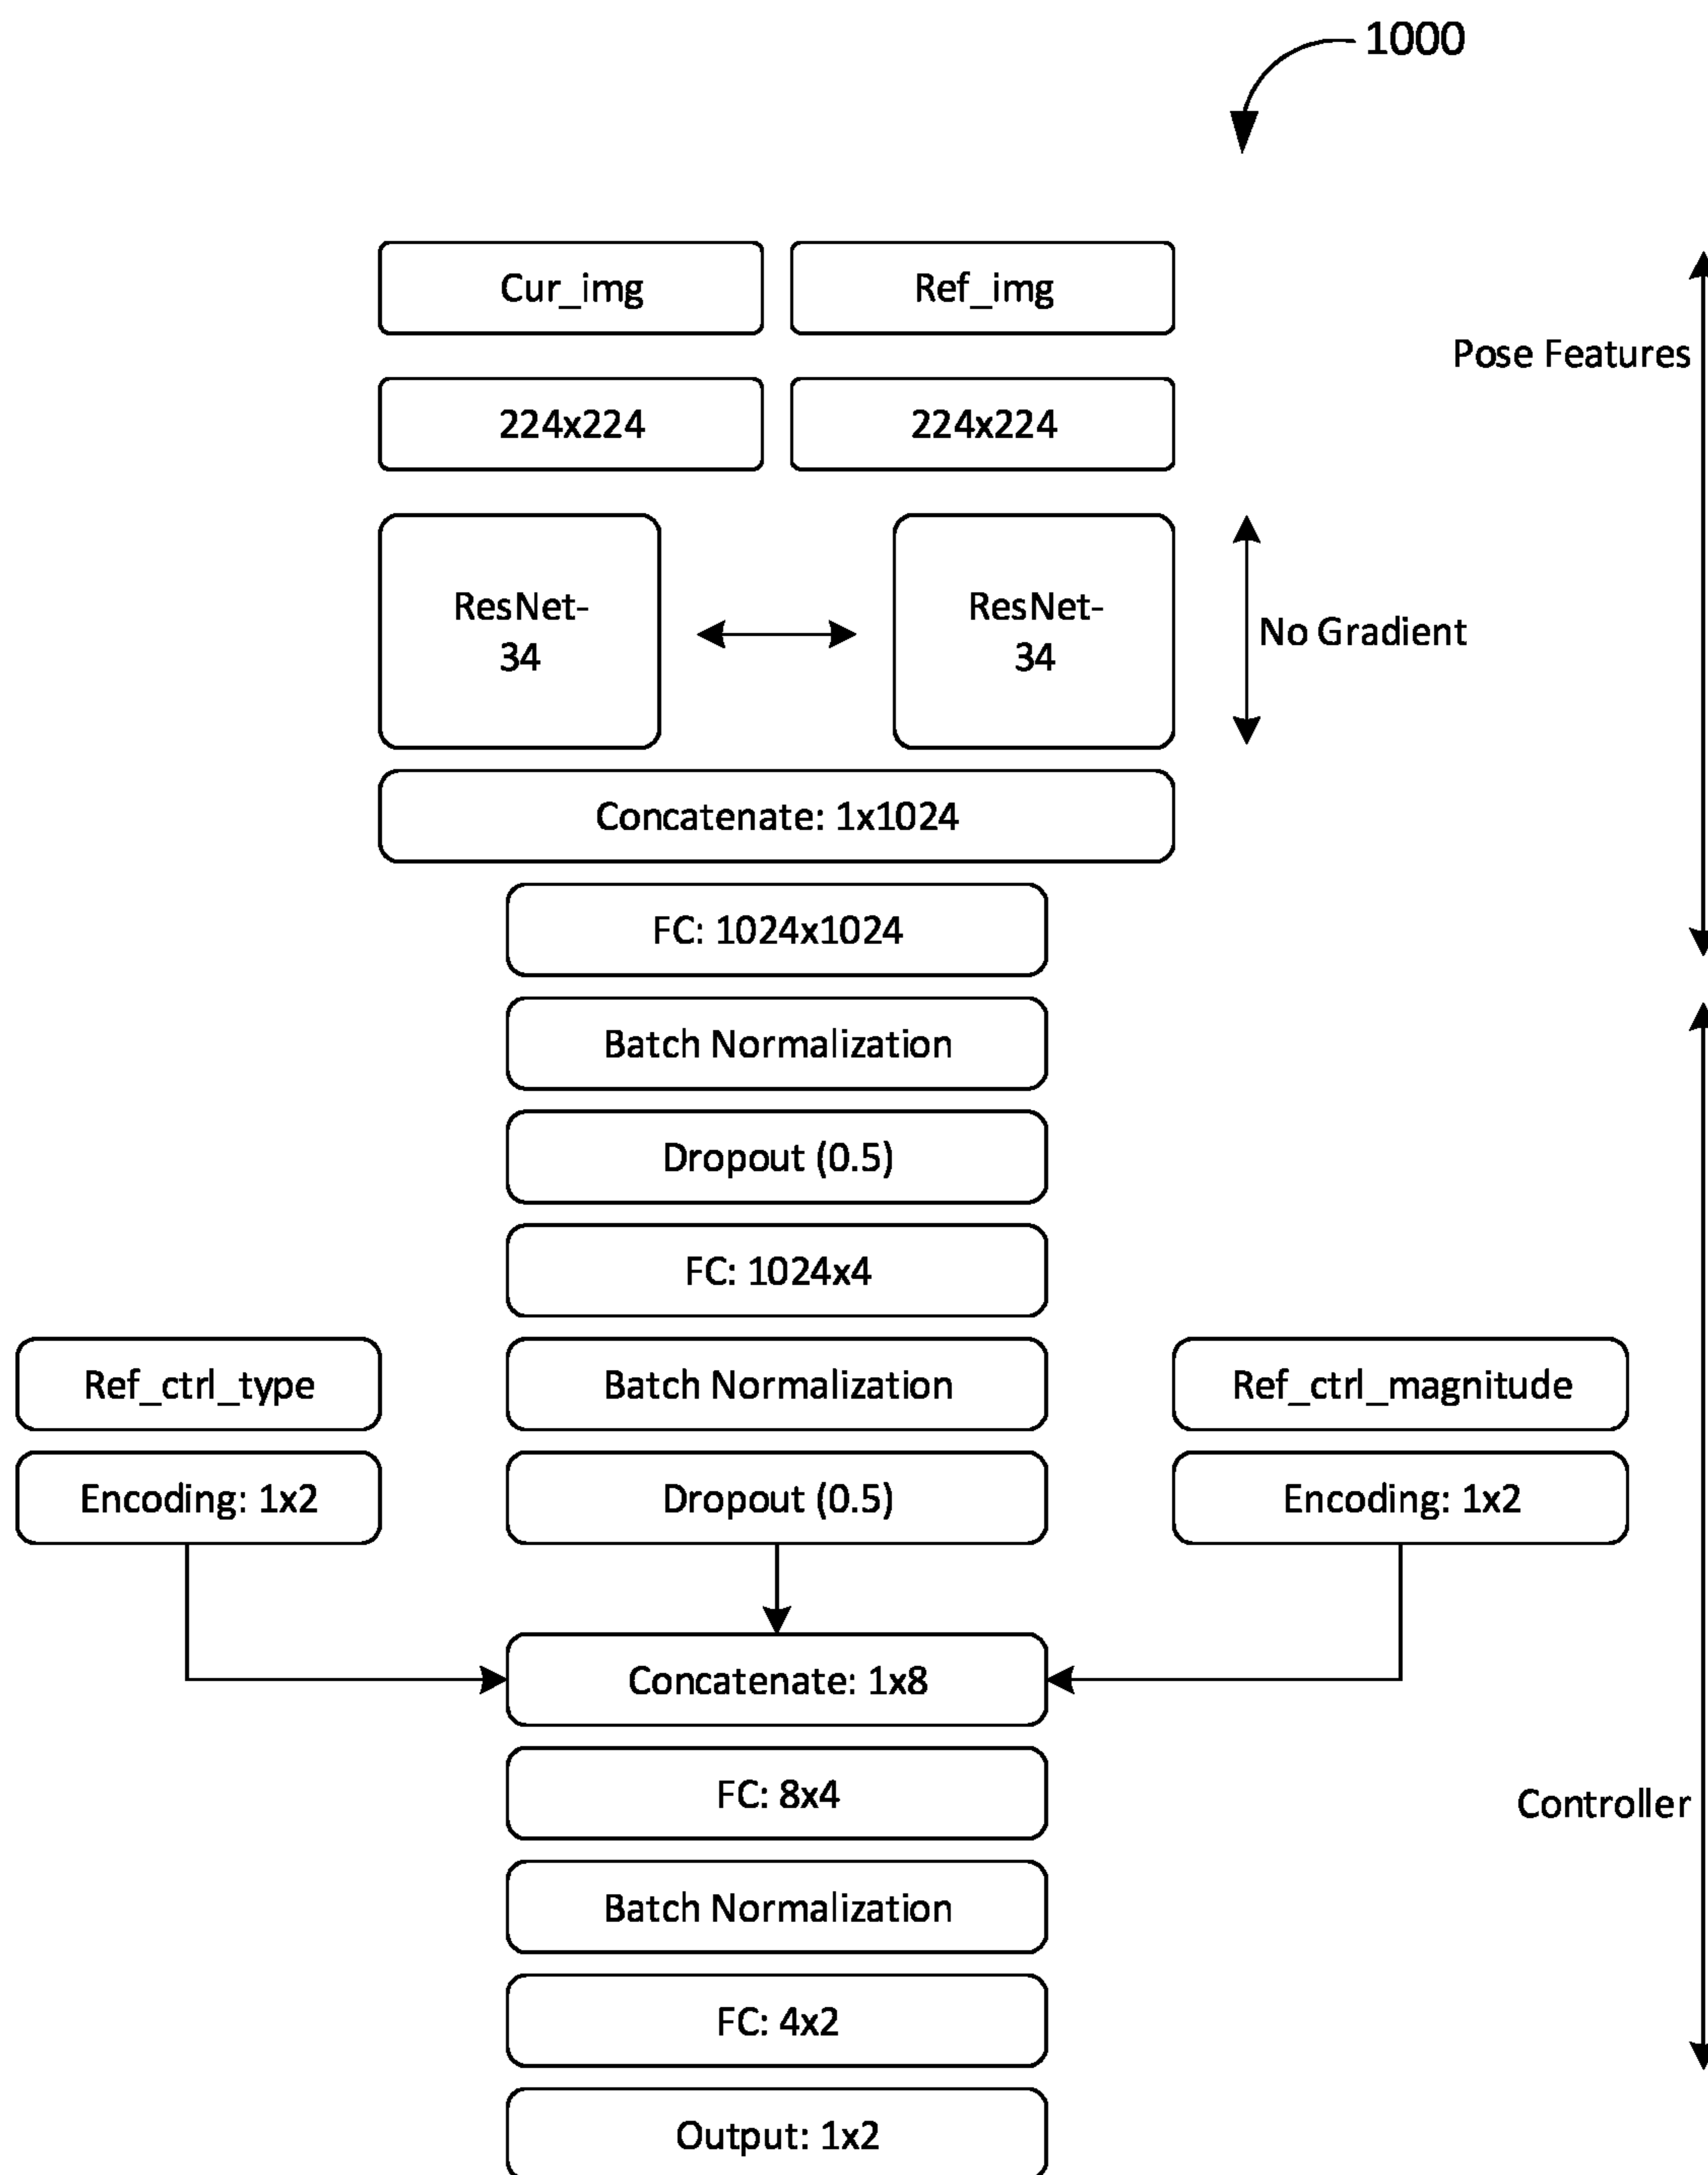 1000
Cur_img
Ref_img
Pose Features
224x224
224x224
ResNet-
34
ResNet-
34
No Gradient
Concatenate: 1x1024
FC: 1024x1024
Batch Normalization
Dropout (0.5)
FC: 1024x4
Ref_ctrl_type
Batch Normalization
Ref_ctrl_magnitude
Encoding: 1x2
Dropout (0.5)
Encoding: 1x2
Concatenate: 1x8
FC: 8x4
Controller
Batch Normalization
FC: 4x2
Output: 1x2